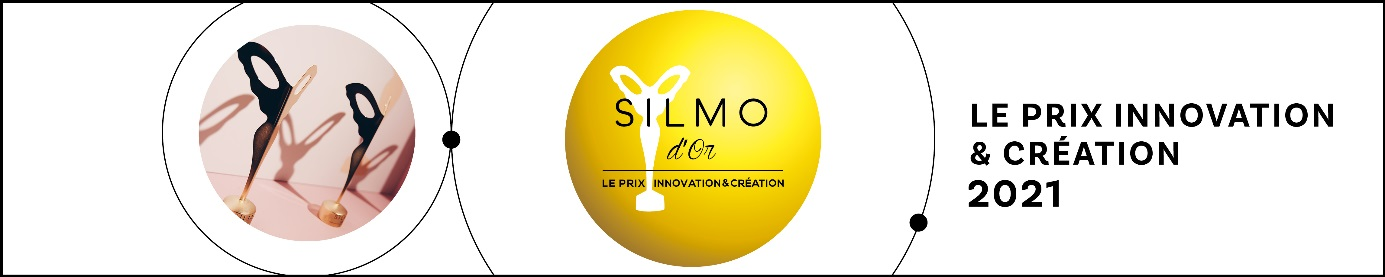 SILMO
d'Or
LE PRIX INNOVATION&CRÉATION
LE PRIX INNOVATION
& CRÉATION
2021